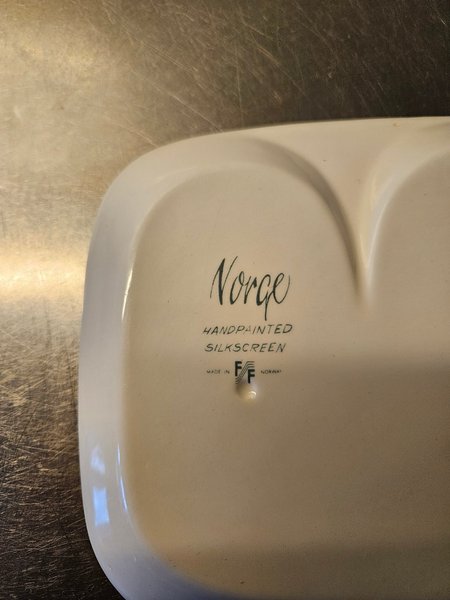 Norge
HANDPAINTED
SILKSCREEN
MADE IN FF NORWAY